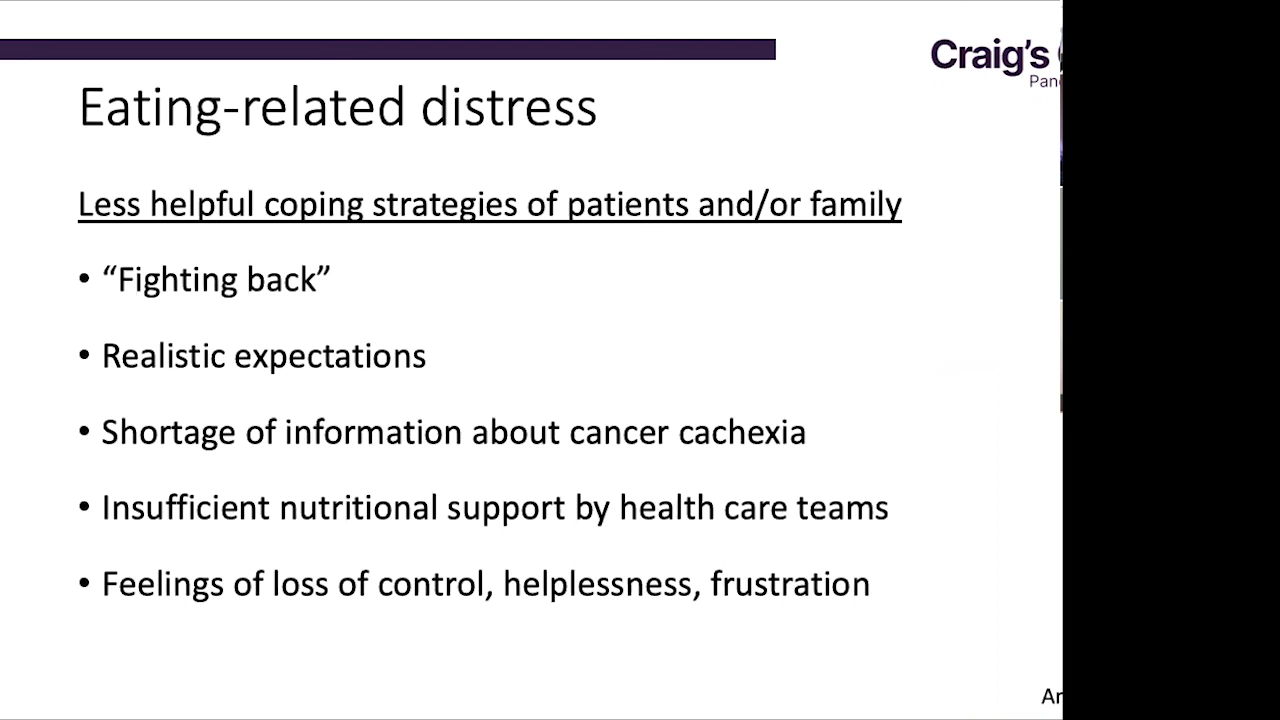 Craig's
Eating-related distress
Less helpful coping strategies of patients and/or family
• “Fighting back”
• Realistic expectations
• Shortage of information about cancer cachexia
• Insufficient nutritional support by health care teams
• Feelings of loss of control, helplessness, frustration